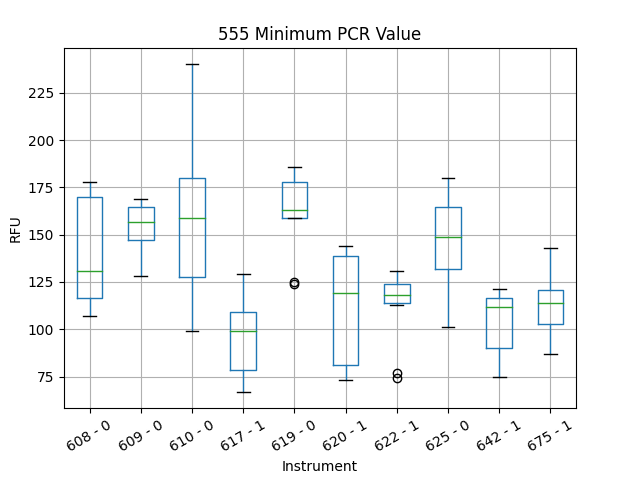 555 Minimum PCR Value
225
200
175
150
125
100
75
RFU
608 - 0
609 - 0
610 - 0
617 - 1
619 - 0
620 - 1
622 - 1
625 - 0
642 - 1
675 - 1
Instrument